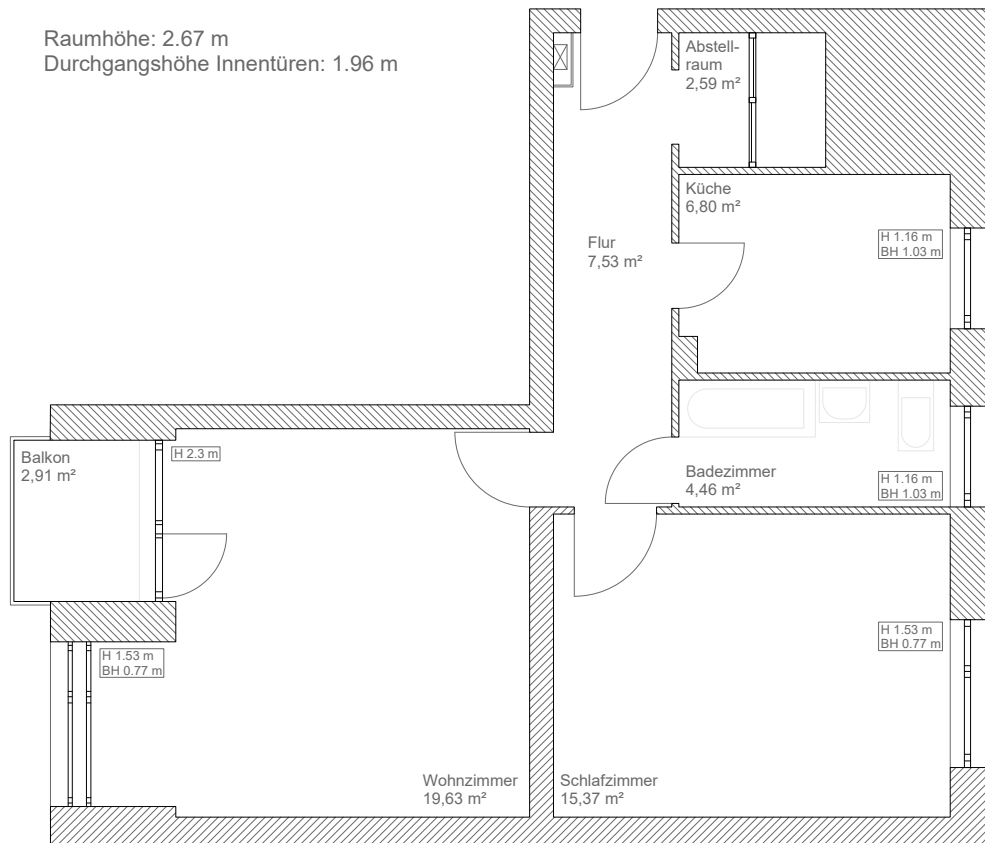 Raumhöhe: 2.67 m
Durchgangshöhe Innentüren: 1.96 m
Abstell-
raum
2,59 m²
Küche
6,80 m²
H 1.16 m
BH 1.03 m
Flur
7,53 m²
Balkon
2,91 m²
H 2.3 m
Badezimmer
4,46 m²
H 1.16 m
BH 1.03 m
H 1.53 m
BH 0.77 m
H 1.53 m
BH 0.77 m
Wohnzimmer
19,63 m²
Schlafzimmer
15,37 m²